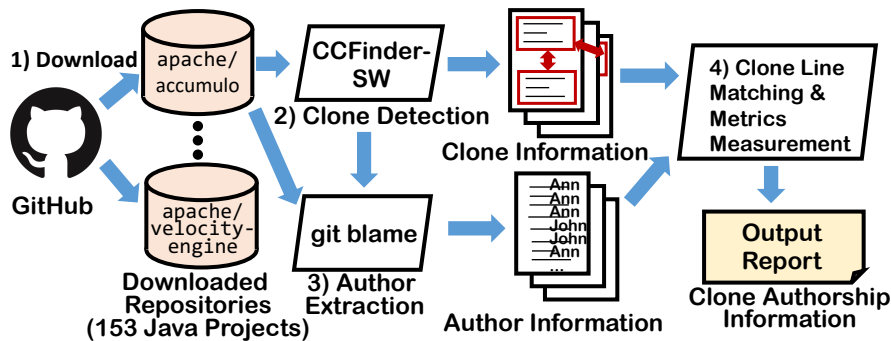 1) Download
apache/
accumulo
GitHub
apache/
velocity-
engine
Downloaded
Repositories
(153 Java Projects)
CCFinder-
SW
2) Clone Detection
git blame
3) Author
Extraction
Clone Information
Ann
Ann
Ann
John
John
Ann
...
Author Information
4) Clone Line
Matching &
Metrics
Measurement
Output
Report
Clone Authorship
Information